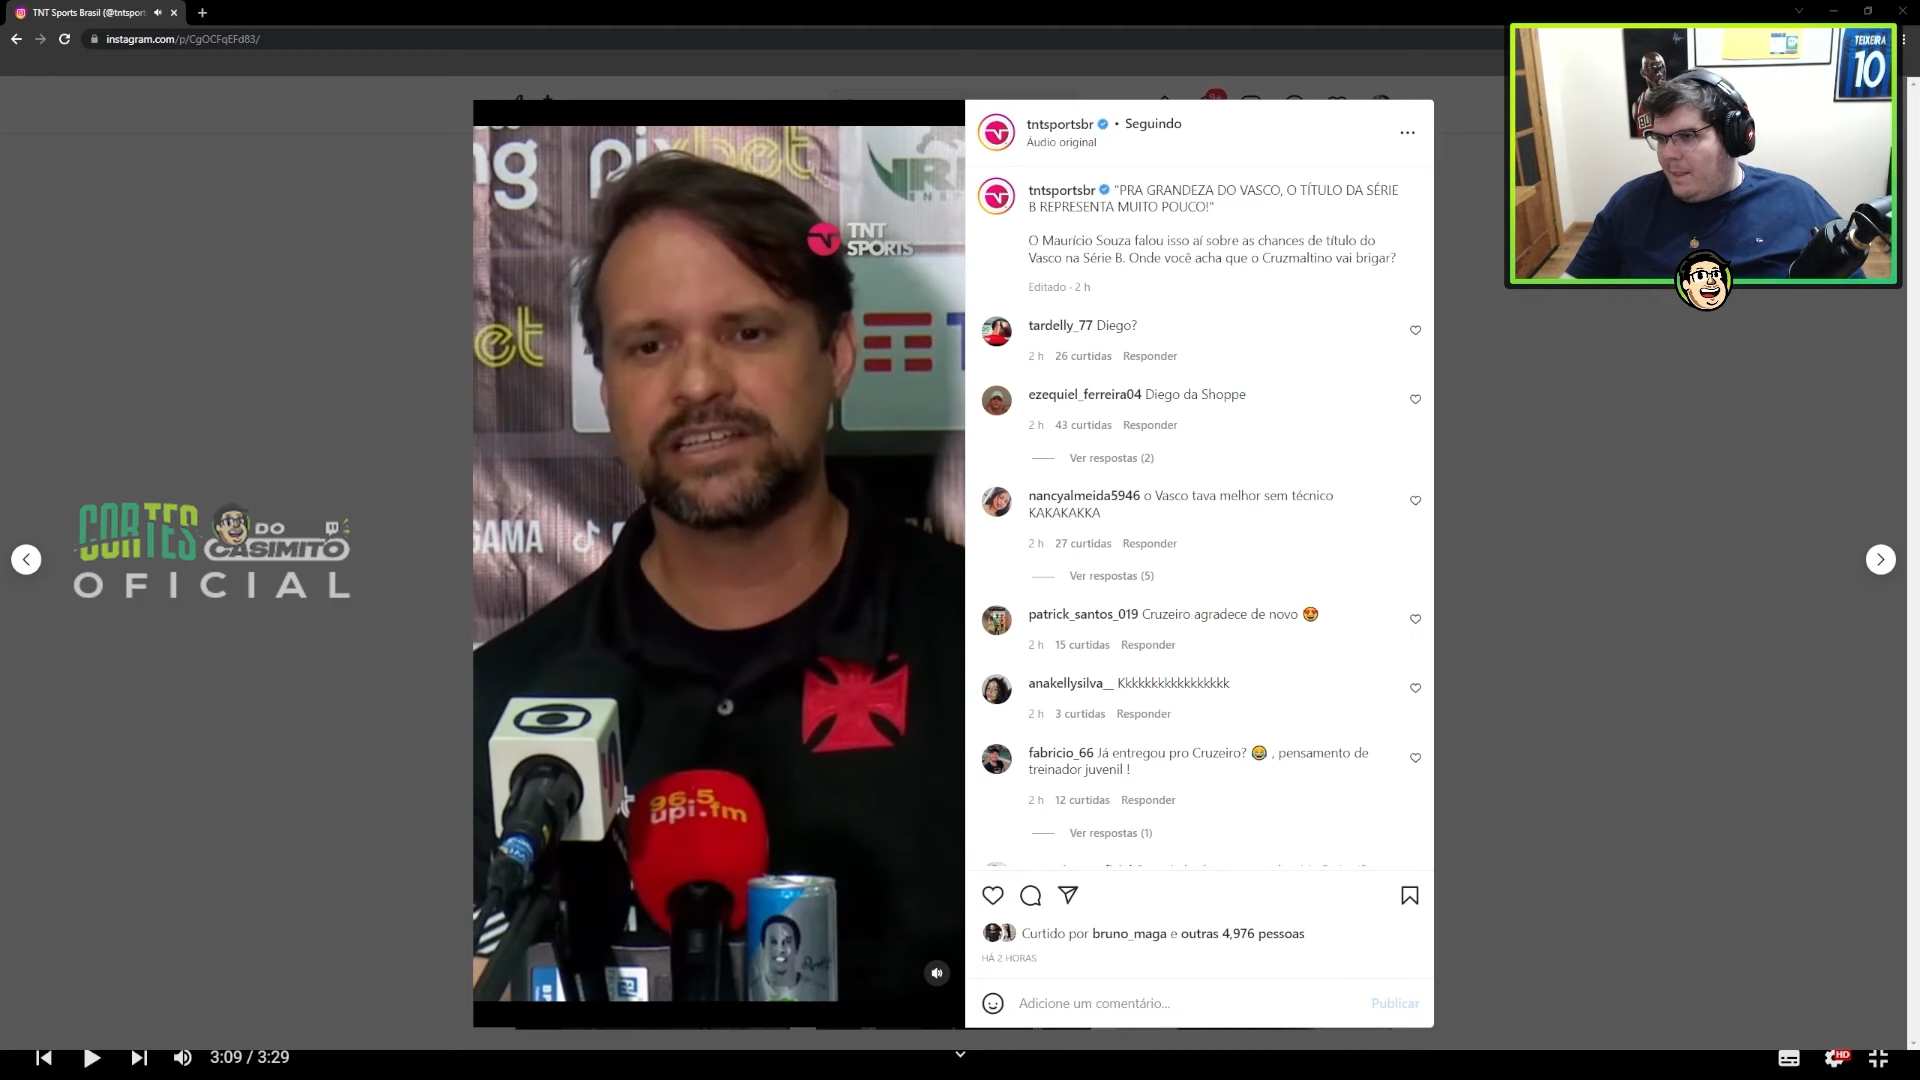 TNT Sports Brasil (@tntsport
instagram.com/p/CgOCFqEFd83/
TEIXEIRA
10
ng
pixbet
TNT
SPORTS
et
GAMA
96.5
upi.fm
CORTES DO
CASIMITO
OFICIAL
tntsportsbr • Seguindo
Áudio original
tntsportsbr "PRA GRANDEZA DO VASCO, O TÍTULO DA SÉRIE
B REPRESENTA MUITO POUCO!"
O Maurício Souza falou isso aí sobre as chances de título do
Vasco na Série B. Onde você acha que o Cruzmaltino vai brigar?
Editado · 2 h
tardelly_77 Diego?
2 h 26 curtidas Responder
ezequiel_ferreira04 Diego da Shoppe
2 h 43 curtidas Responder
Ver respostas (2)
nancyalmeida5946 o Vasco tava melhor sem técnico
KAKAKAKKA
2 h 27 curtidas Responder
Ver respostas (5)
patrick_santos_019 Cruzeiro agradece de novo 😍
2 h 15 curtidas Responder
anakellysilva__ Kkkkkkkkkkkkkkkkk
2 h 3 curtidas Responder
fabricio_66 Já entregou pro Cruzeiro? 😂 , pensamento de
treinador juvenil !
2 h 12 curtidas Responder
Ver respostas (1)
Curtido por bruno_maga e outras 4,976 pessoas
HÁ 2 HORAS
Adicione um comentário...
Publicar
3:09 / 3:29
HD